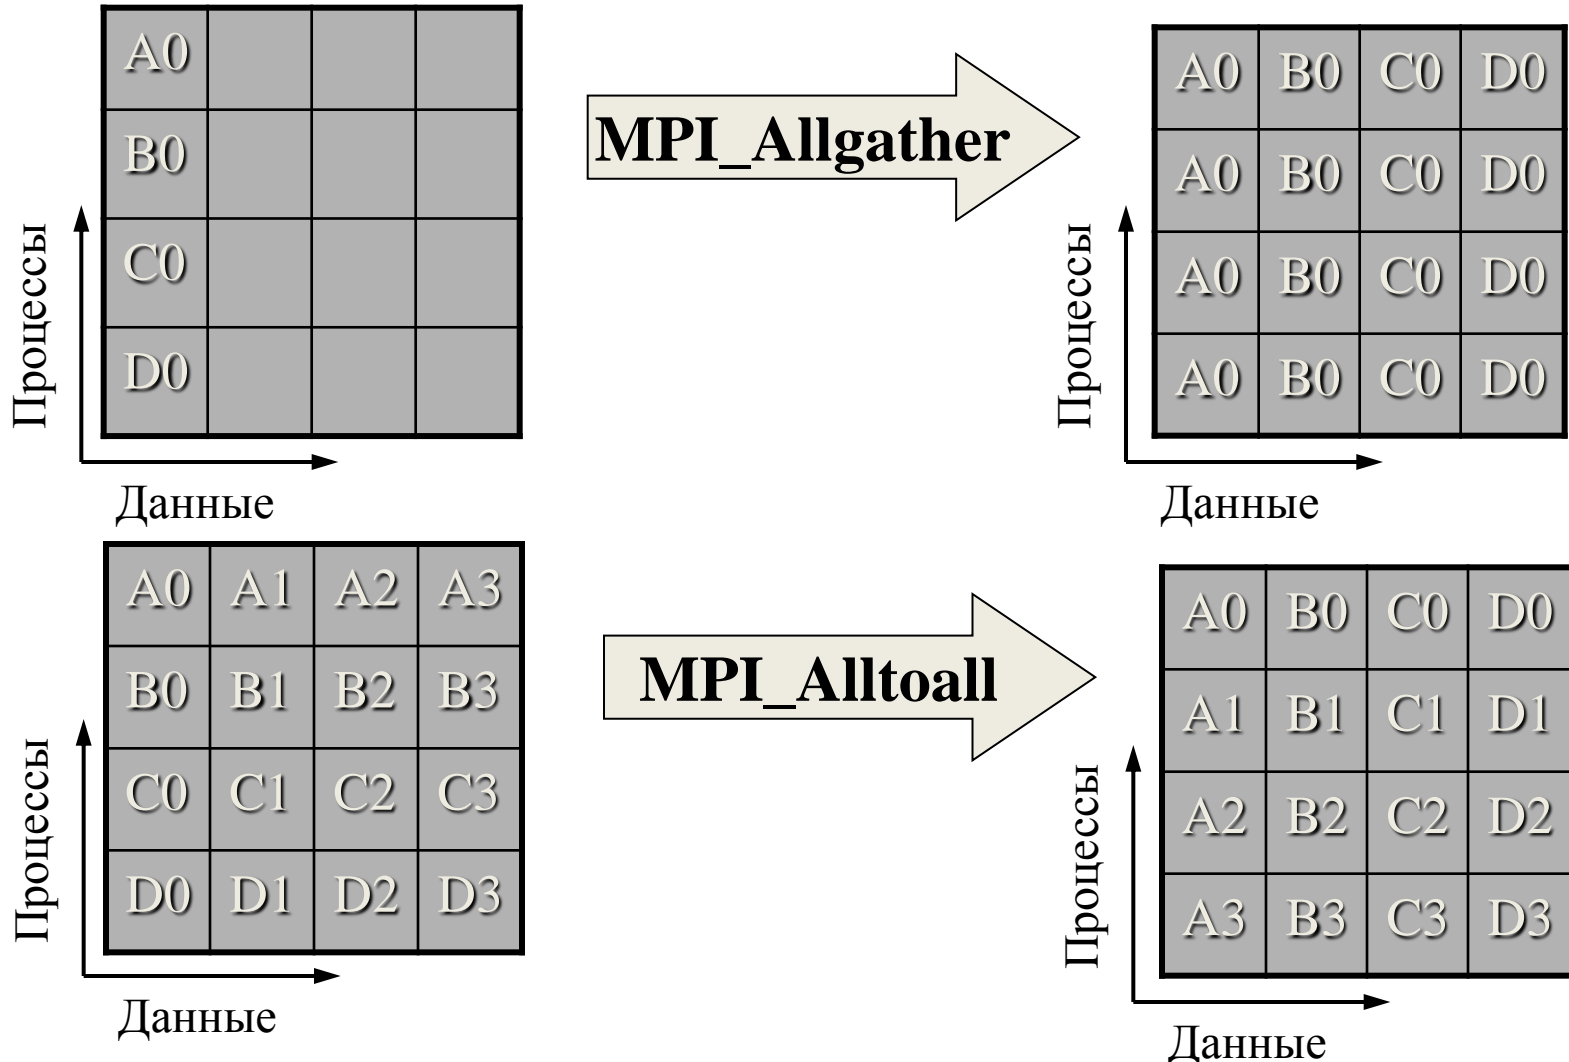 A0
B0
C0
D0
Процессы
Данные
MPI_Allgather
A0 B0 C0 D0
A0 B0 C0 D0
A0 B0 C0 D0
A0 B0 C0 D0
Процессы
Данные
A0 A1 A2 A3
B0 B1 B2 B3
C0 C1 C2 C3
D0 D1 D2 D3
Процессы
Данные
MPI_Alltoall
A0 B0 C0 D0
A1 B1 C1 D1
A2 B2 C2 D2
A3 B3 C3 D3
Процессы
Данные